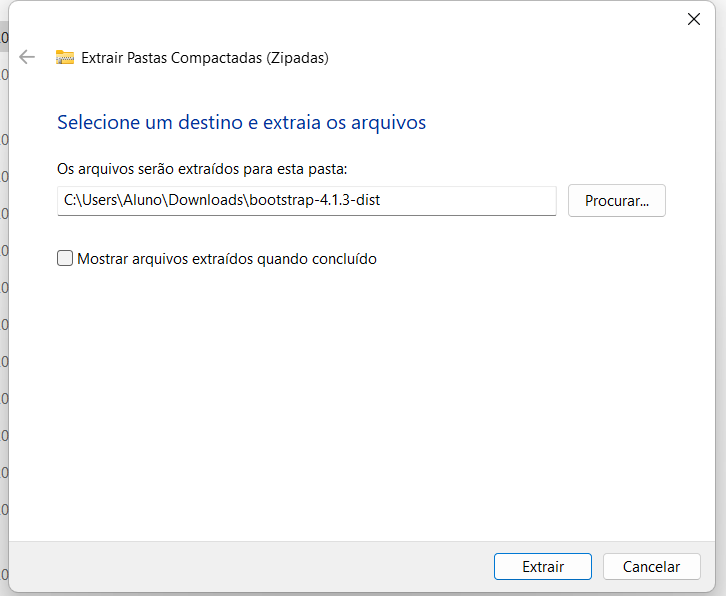 Extrair Pastas Compactadas (Zipadas)
Selecione um destino e extraia os arquivos
Os arquivos serão extraídos para esta pasta:
C:\Users\Aluno\Downloads\bootstrap-4.1.3-dist
Procurar...
Mostrar arquivos extraídos quando concluído
Extrair
Cancelar